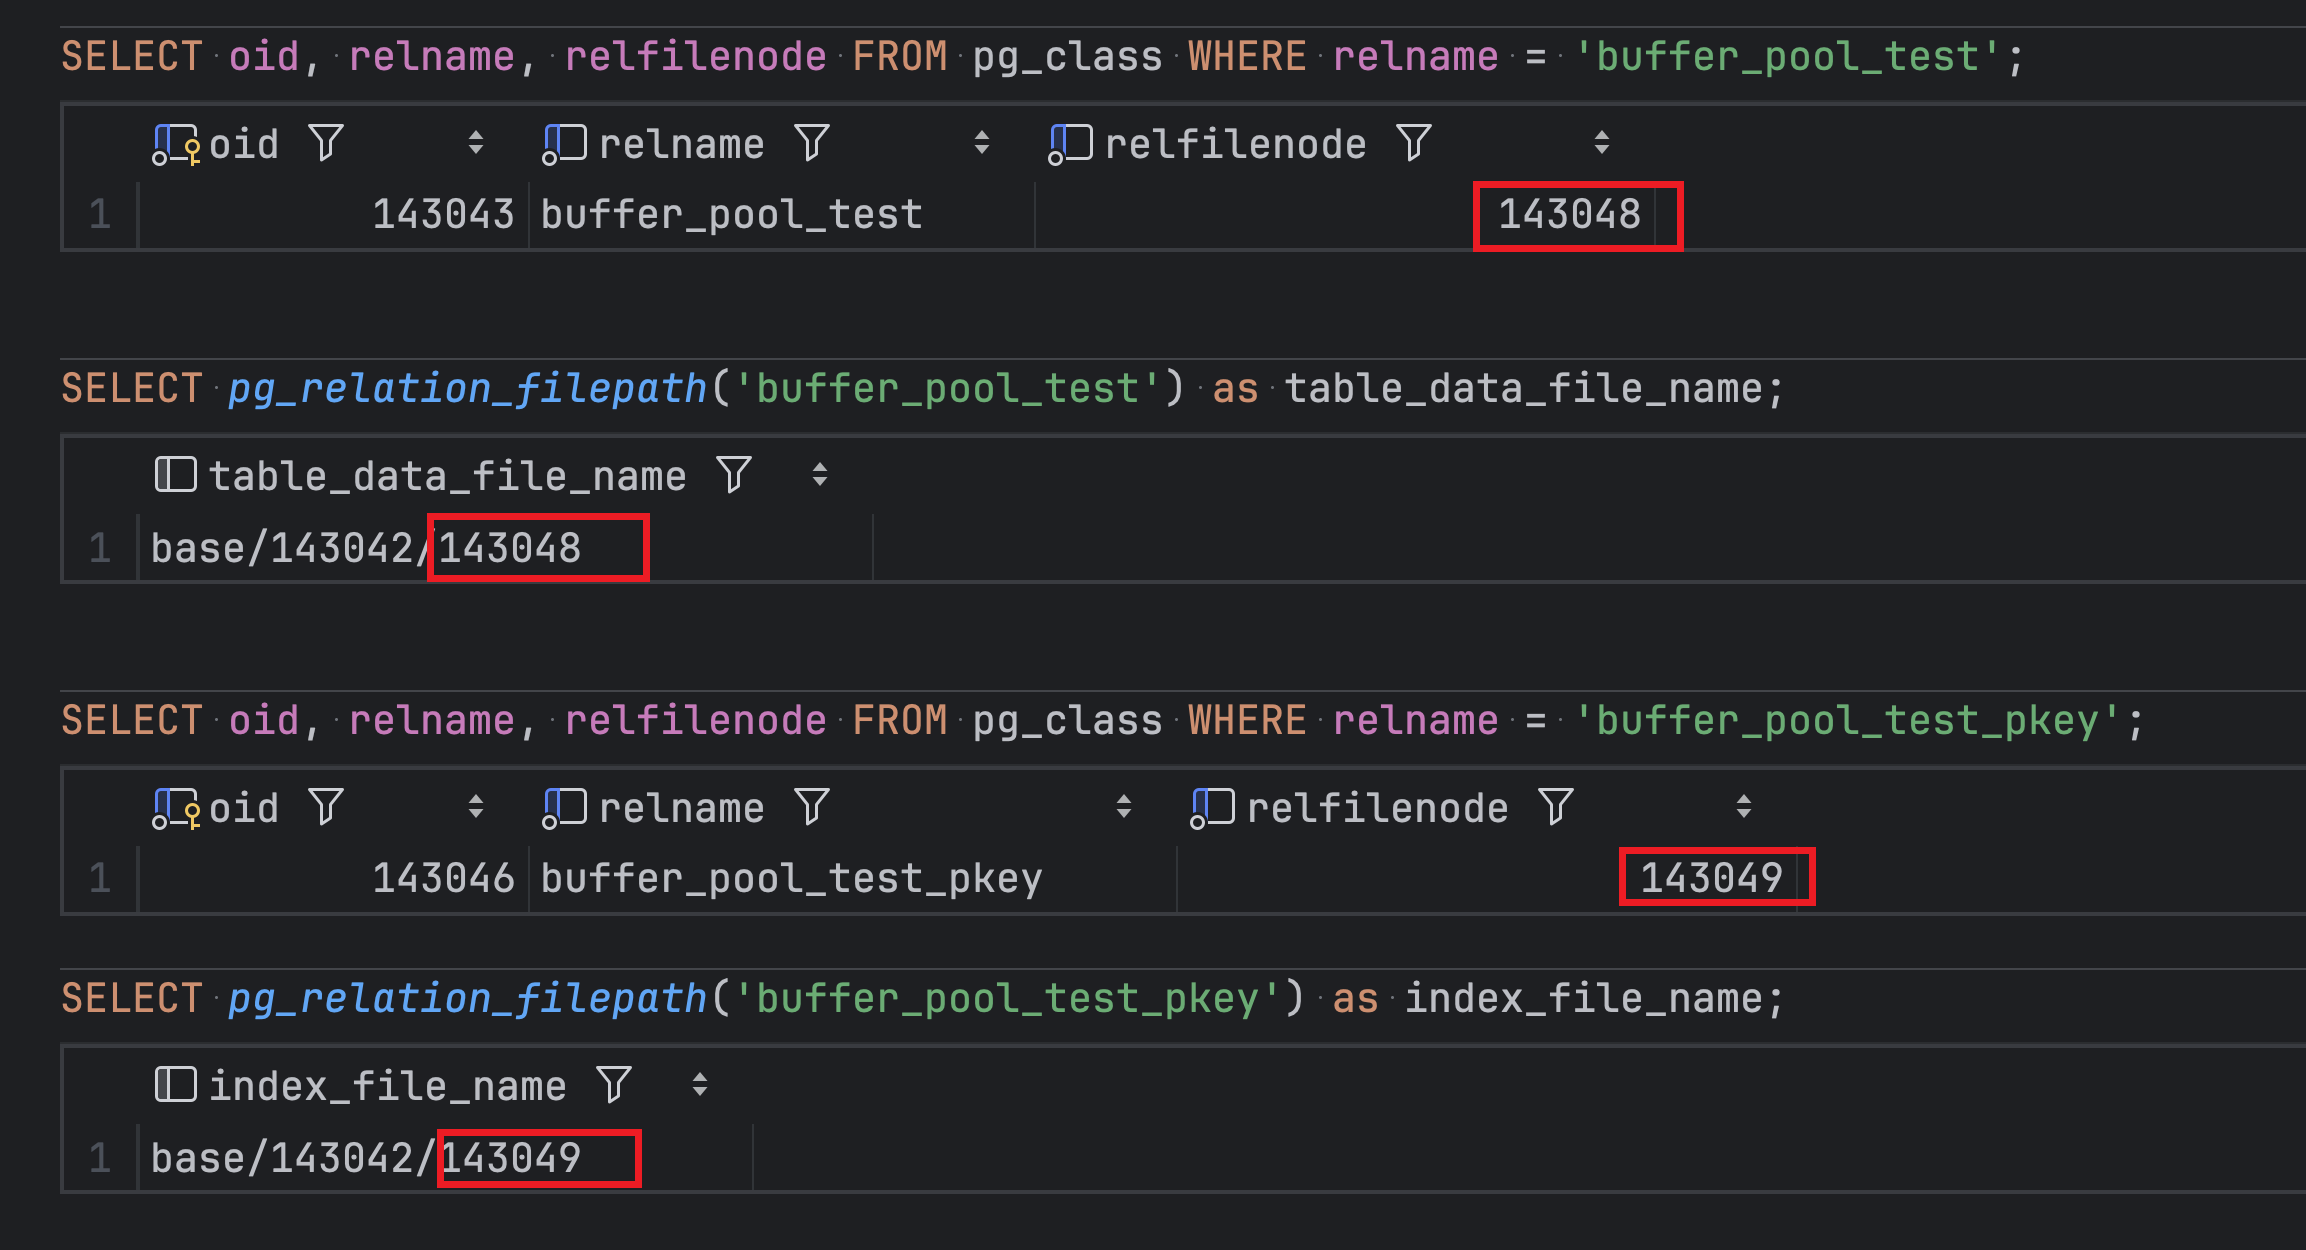 SELECT oid, relname, relfilenode FROM pg_class WHERE relname = 'buffer_pool_test';
oid relname relfilenode
1 143043 buffer_pool_test 143048
SELECT pg_relation_filepath('buffer_pool_test') as table_data_file_name;
table_data_file_name
1 base/143042/143048
SELECT oid, relname, relfilenode FROM pg_class WHERE relname = 'buffer_pool_test_pkey';
oid relname relfilenode
1 143046 buffer_pool_test_pkey 143049
SELECT pg_relation_filepath('buffer_pool_test_pkey') as index_file_name;
index_file_name
1 base/143042/143049